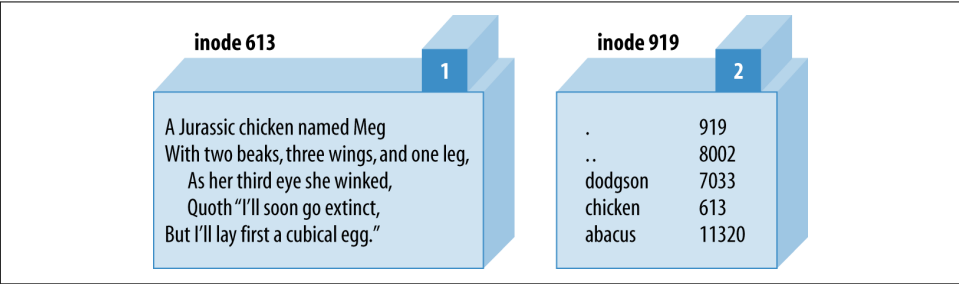 inode 613
1
A Jurassic chicken named Meg
With two beaks, three wings, and one leg,
As her third eye she winked,
Quoth “I’ll soon go extinct,
But I’ll lay first a cubical egg.”
inode 919
2
. 919
.. 8002
dodgson 7033
chicken 613
abacus 11320